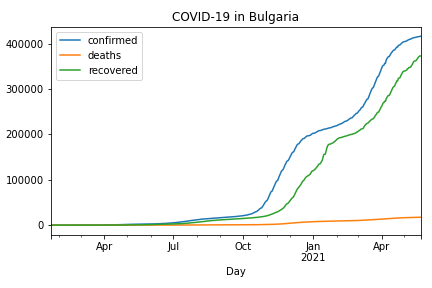 COVID-19 in Bulgaria
confirmed
deaths
recovered
400000
300000
200000
100000
0
Apr Jul Oct Jan Apr
2021
Day